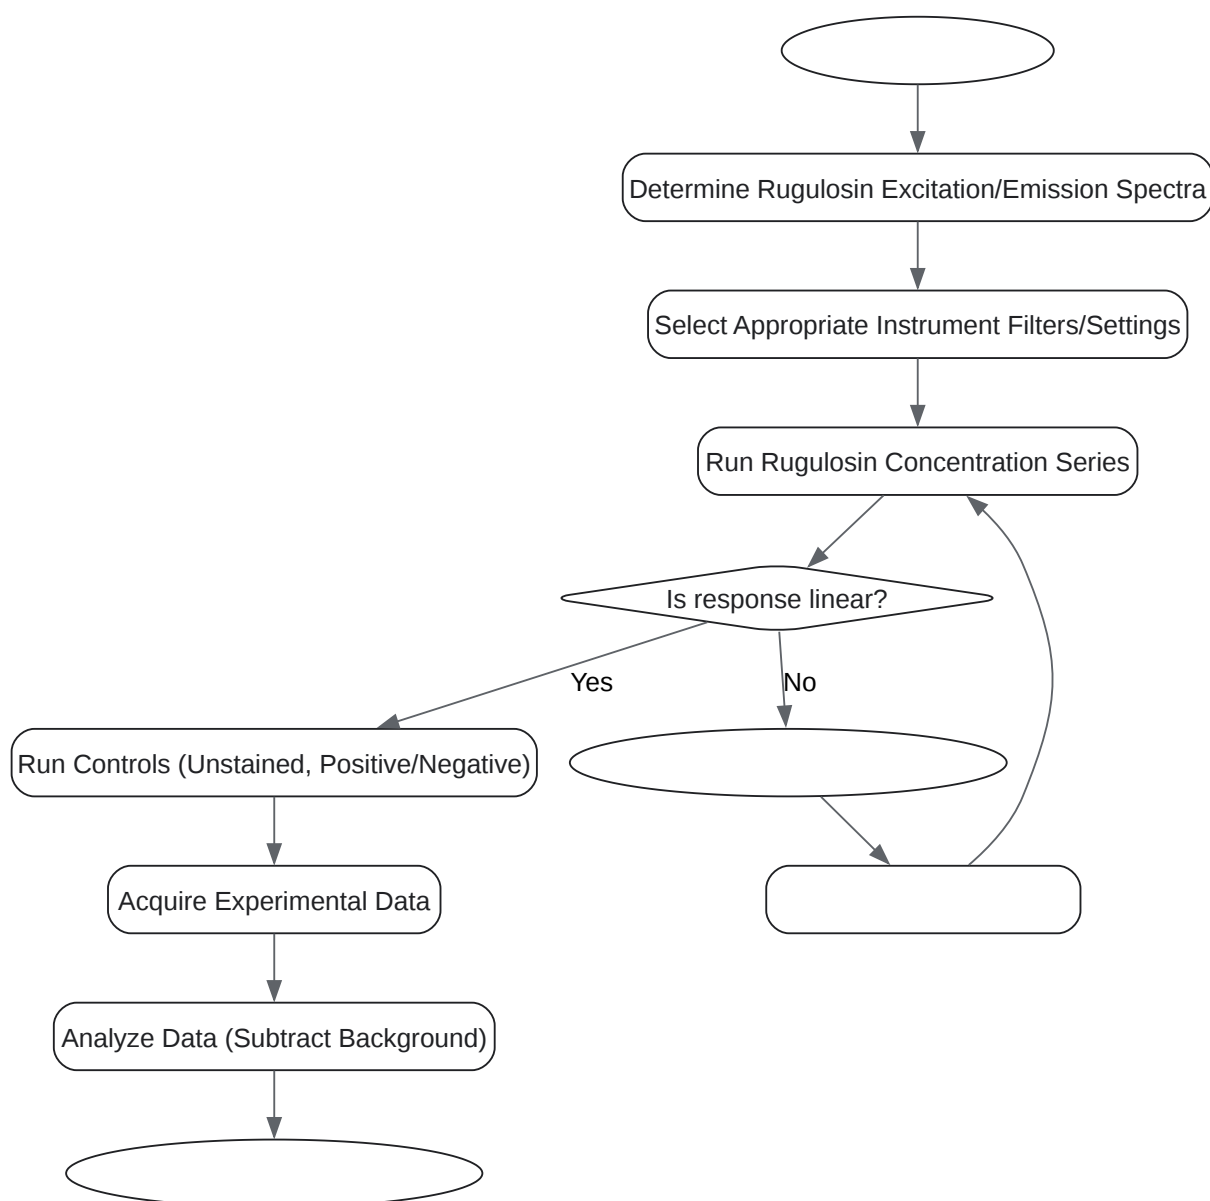 Determine Rugulosin Excitation/Emission Spectra
Select Appropriate Instrument Filters/Settings
Run Rugulosin Concentration Series
Is response linear?
Yes
No
Run Controls (Unstained, Positive/Negative)
Acquire Experimental Data
Analyze Data (Subtract Background)